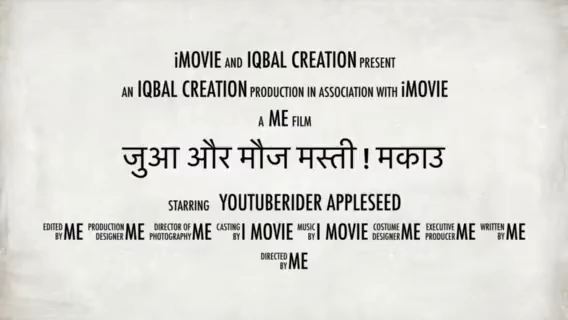 iMOVIE AND IQBAL CREATION PRESENT
AN IQBAL CREATION PRODUCTION IN ASSOCIATION WITH iMOVIE
A ME FILM
जुआ और मौज मस्ती ! मकाउ
STARRING YOUTUBERIDER APPLESEED
EDITED BY ME PRODUCTION DESIGNER ME DIRECTOR OF PHOTOGRAPHY ME CASTING BY I MOVIE MUSIC BY I MOVIE COSTUME DESIGNER ME EXECUTIVE PRODUCER ME WRITTEN BY ME
DIRECTED BY ME